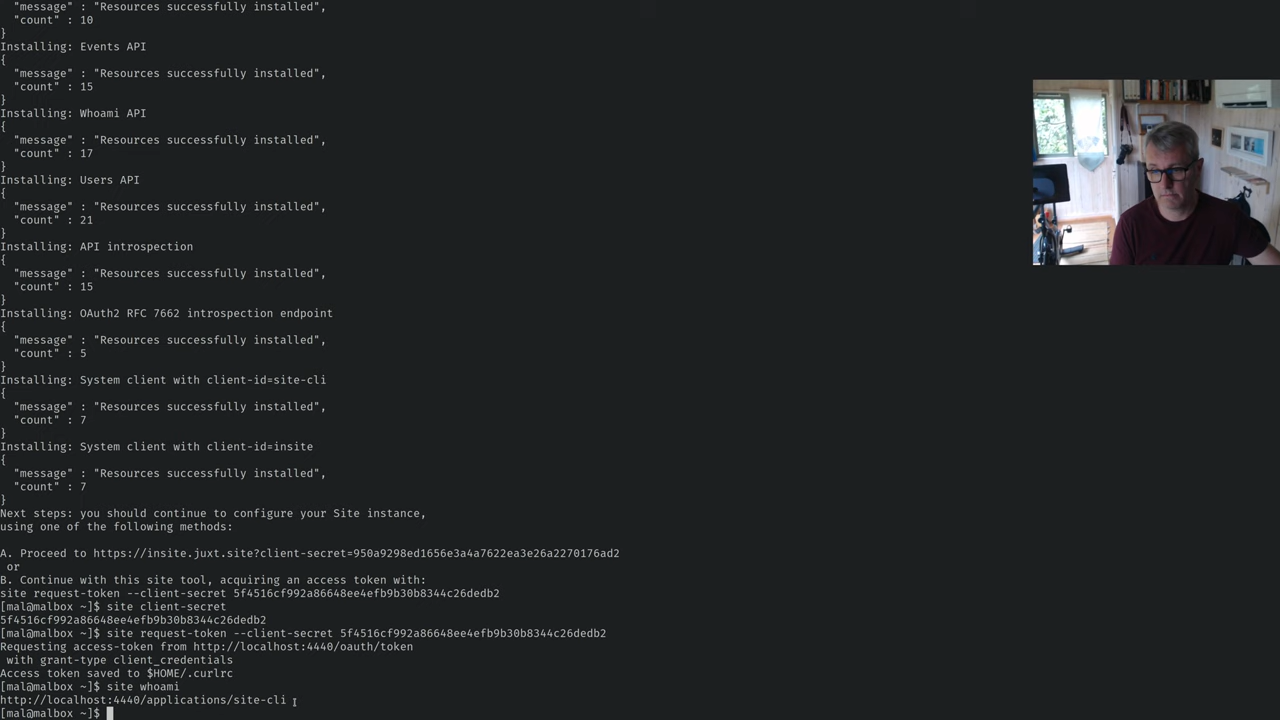 "message" : "Resources successfully installed",
"count" : 10
}
Installing: Events API
{
"message" : "Resources successfully installed",
"count" : 15
}
Installing: Whoami API
{
"message" : "Resources successfully installed",
"count" : 17
}
Installing: Users API
{
"message" : "Resources successfully installed",
"count" : 21
}
Installing: API introspection
{
"message" : "Resources successfully installed",
"count" : 15
}
Installing: OAuth2 RFC 7662 introspection endpoint
{
"message" : "Resources successfully installed",
"count" : 5
}
Installing: System client with client-id=site-cli
{
"message" : "Resources successfully installed",
"count" : 7
}
Installing: System client with client-id=insite
{
"message" : "Resources successfully installed",
"count" : 7
}
Next steps: you should continue to configure your Site instance,
using one of the following methods:
A. Proceed to https://insite.juxt.site?client-secret=950a9298ed1656e3a4a7622ea3e26a2270176ad2
or
B. Continue with this site tool, acquiring an access token with:
site request-token --client-secret 5f4516cf992a86648ee4efb9b30b8344c26dedb2
[mal@malbox ~]$ site client-secret
5f4516cf992a86648ee4efb9b30b8344c26dedb2
[mal@malbox ~]$ site request-token --client-secret 5f4516cf992a86648ee4efb9b30b8344c26dedb2
Requesting access-token from http://localhost:4440/oauth/token
with grant-type client_credentials
Access token saved to $HOME/.curlrc
[mal@malbox ~]$ site whoami
http://localhost:4440/applications/site-cli
[mal@malbox ~]$